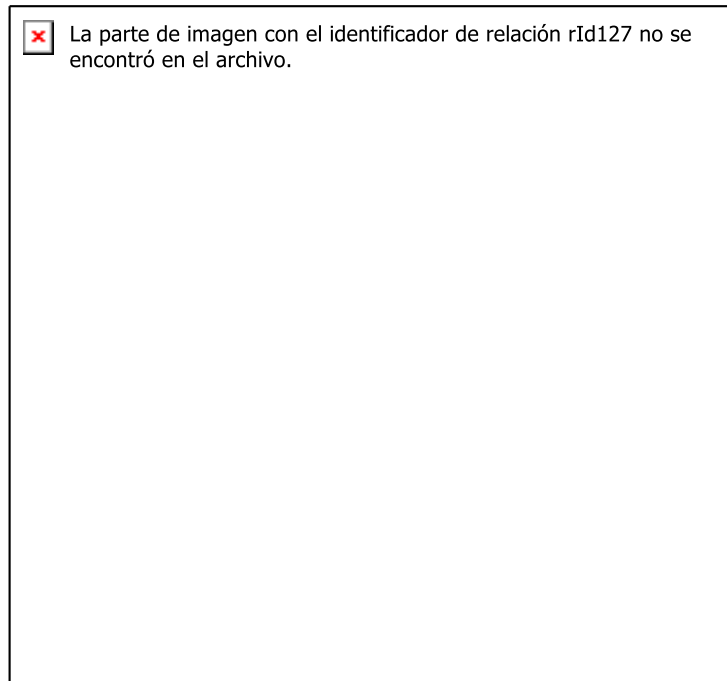 La parte de imagen con el identificador de relación rId127 no se
encontró en el archivo.